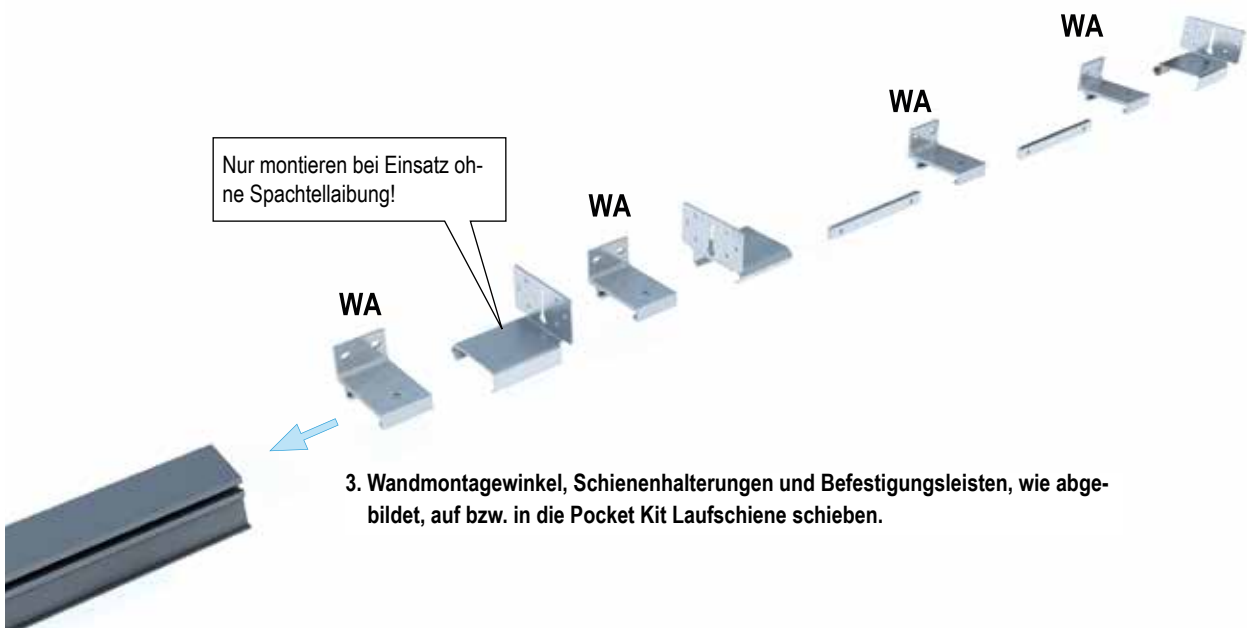 WA
WA
Nur montieren bei Einsatz oh-
ne Spachtellaibung!
WA
WA
3. Wandmontagewinkel, Schienenhalterungen und Befestigungsleisten, wie abge-
bildet, auf bzw. in die Pocket Kit Laufschiene schieben.